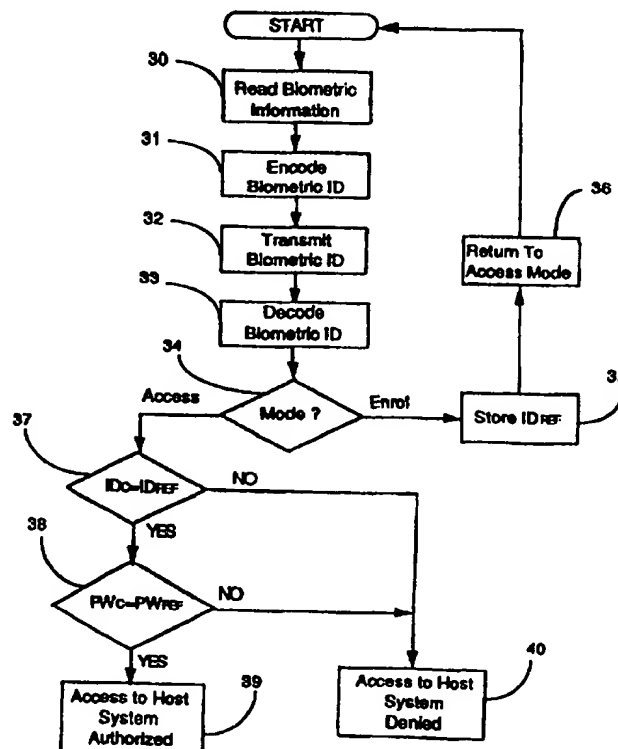 START
30
Read Biometric
Information
31
Encode
Biometric ID
32
Transmit
Biometric ID
33
Decode
Biometric ID
34
Mode ?
Access
Enrol
Store IDREF
36
Return To
Access Mode
37
IDC=IDREF
NO
YES
38
PWC=PWREF
NO
YES
Access to Host
System
Authorized
39
Access to Host
System
Denied
40